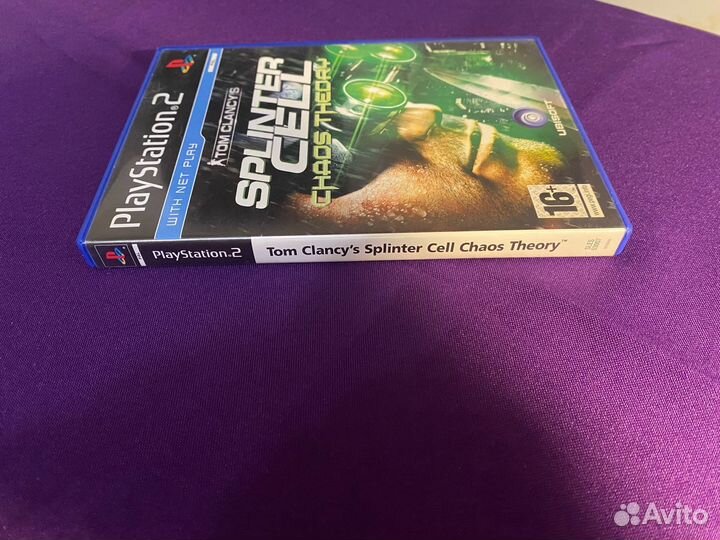 PlayStation®2
WITH NET PLAY
TOM CLANCY'S
SPLINTER
CELL
CHAOS THEORY
UBISOFT
16+
PlayStation®2
Tom Clancy's Splinter Cell Chaos Theory™
Avito